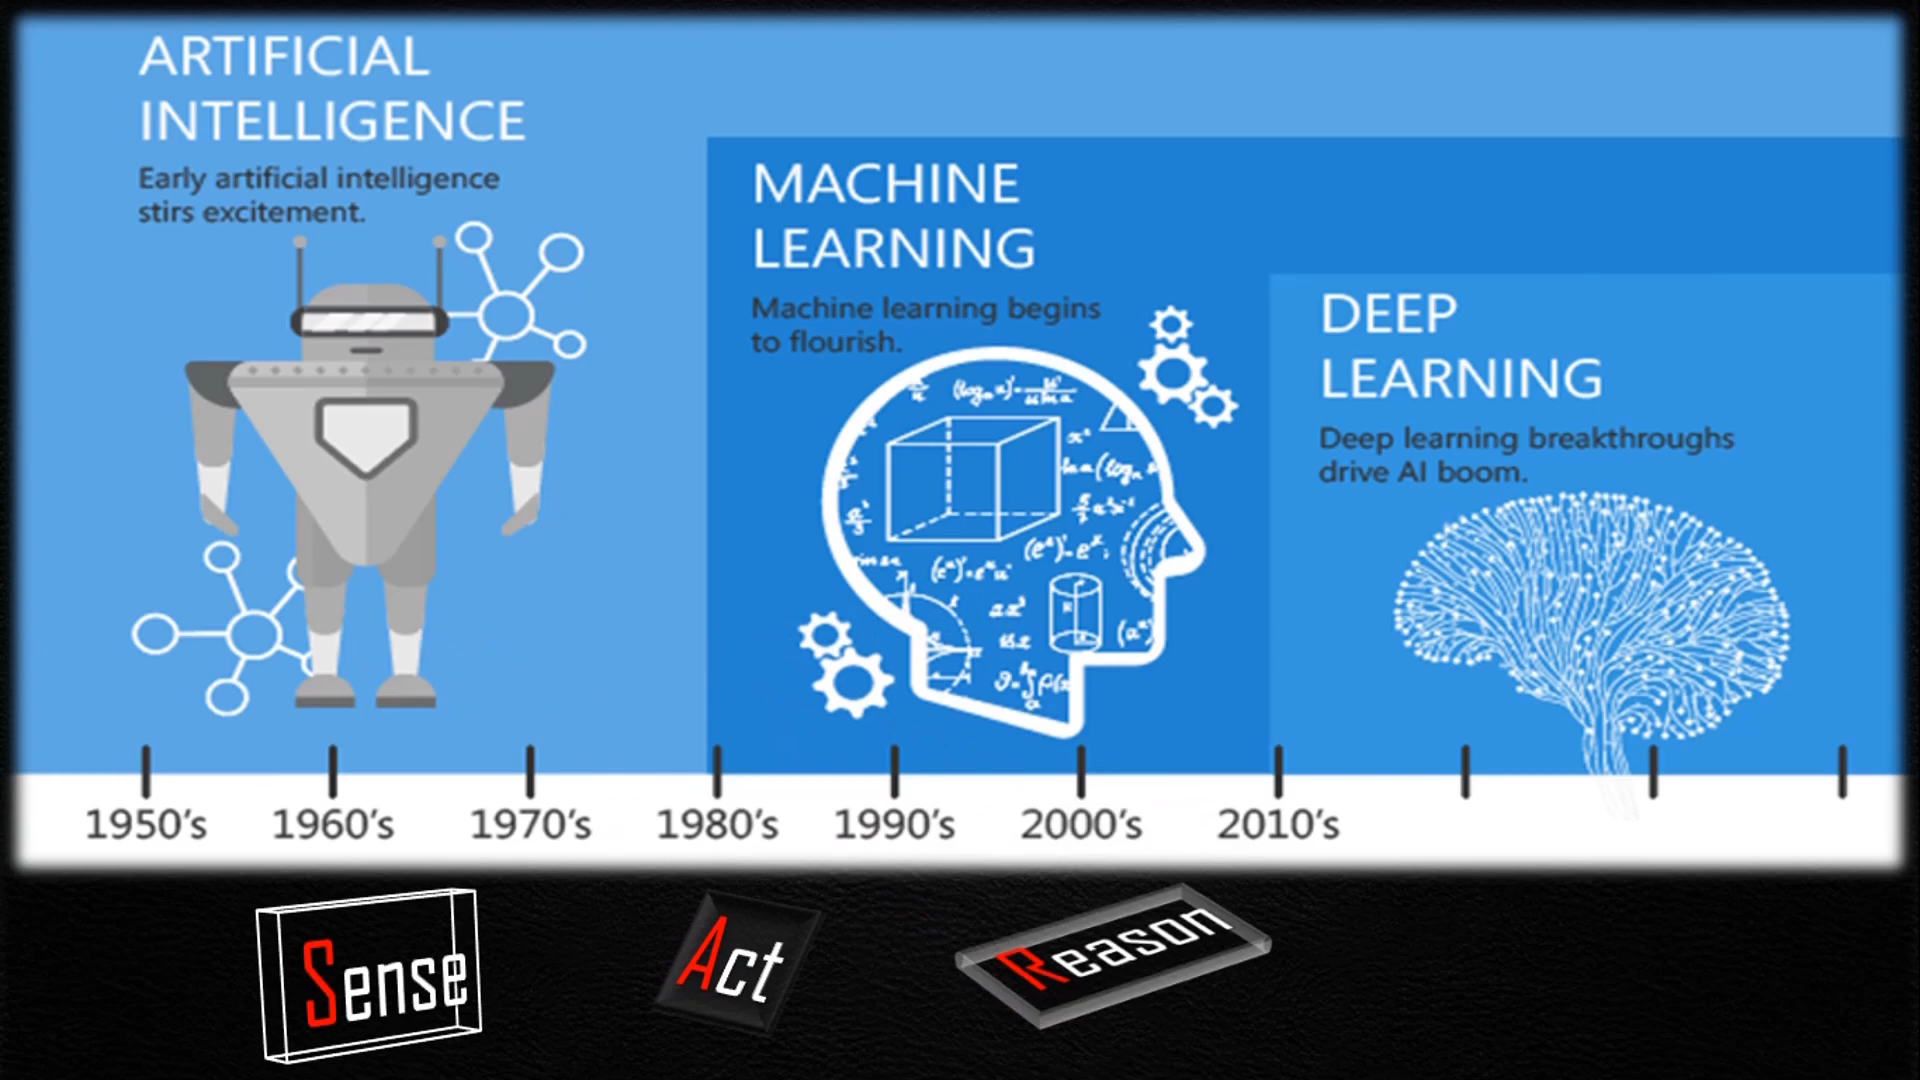 ARTIFICIAL
INTELLIGENCE
Early artificial intelligence
stirs excitement.
MACHINE
LEARNING
Machine learning begins
to flourish.
DEEP
LEARNING
Deep learning breakthroughs
drive AI boom.
1950's 1960's 1970's 1980's 1990's 2000's 2010's
Sense Act Reason